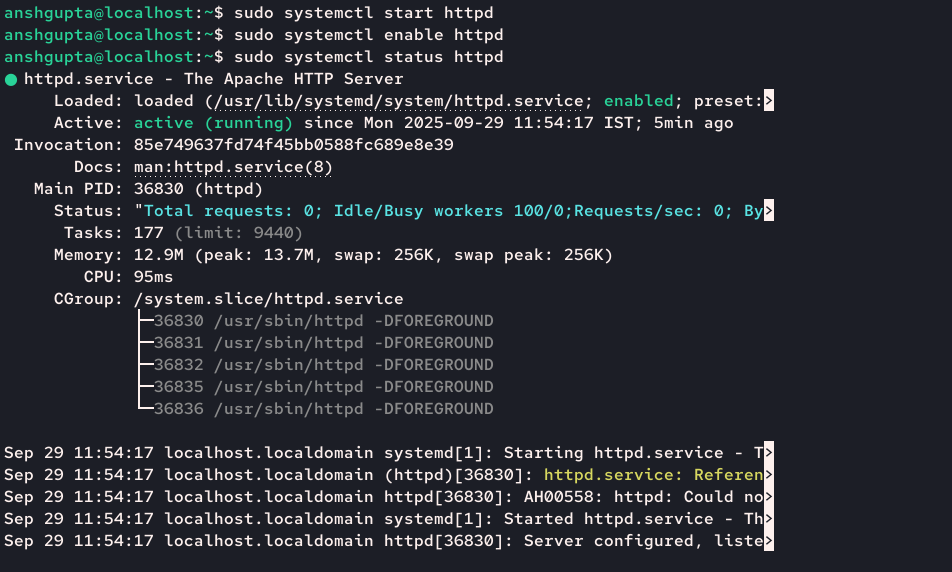 anshgupta@localhost:~$ sudo systemctl start httpd
anshgupta@localhost:~$ sudo systemctl enable httpd
anshgupta@localhost:~$ sudo systemctl status httpd
● httpd.service - The Apache HTTP Server
     Loaded: loaded (/usr/lib/systemd/system/httpd.service; enabled; preset:>
     Active: active (running) since Mon 2025-09-29 11:54:17 IST; 5min ago
 Invocation: 85e749637fd74f45bb0588fc689e8e39
       Docs: man:httpd.service(8)
   Main PID: 36830 (httpd)
     Status: "Total requests: 0; Idle/Busy workers 100/0;Requests/sec: 0; By>
      Tasks: 177 (limit: 9440)
     Memory: 12.9M (peak: 13.7M, swap: 256K, swap peak: 256K)
        CPU: 95ms
     CGroup: /system.slice/httpd.service
             ├─36830 /usr/sbin/httpd -DFOREGROUND
             ├─36831 /usr/sbin/httpd -DFOREGROUND
             ├─36832 /usr/sbin/httpd -DFOREGROUND
             ├─36835 /usr/sbin/httpd -DFOREGROUND
             └─36836 /usr/sbin/httpd -DFOREGROUND

Sep 29 11:54:17 localhost.localdomain systemd[1]: Starting httpd.service - T>
Sep 29 11:54:17 localhost.localdomain (httpd)[36830]: httpd.service: Referen>
Sep 29 11:54:17 localhost.localdomain httpd[36830]: AH00558: httpd: Could no>
Sep 29 11:54:17 localhost.localdomain systemd[1]: Started httpd.service - Th>
Sep 29 11:54:17 localhost.localdomain httpd[36830]: Server configured, liste>